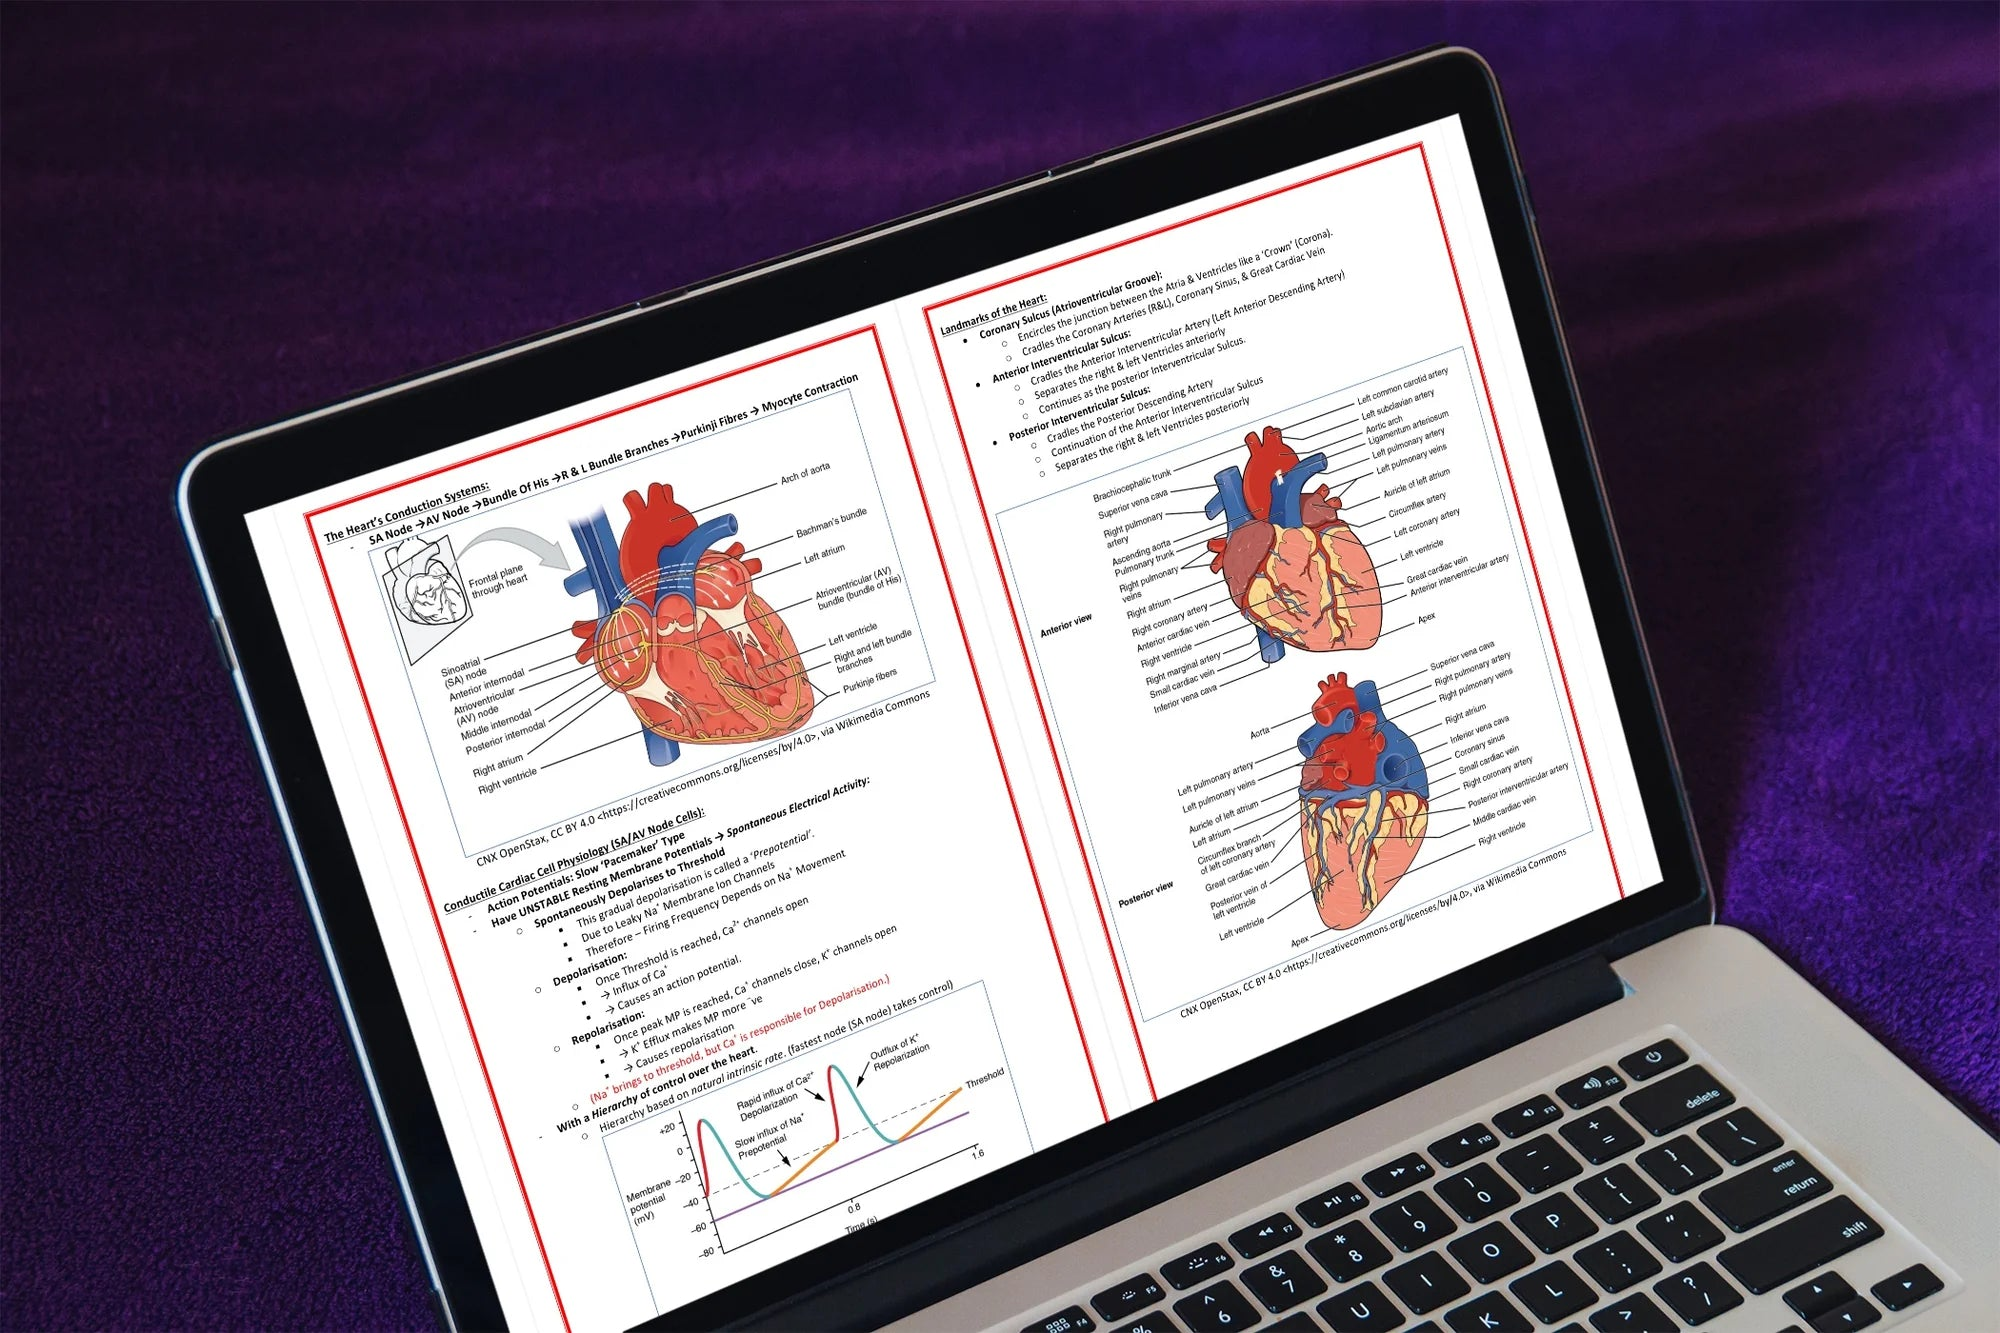 The Heart's Conduction Systems:
- SA Node →AV Node →Bundle Of His →R & L Bundle Branches →Purkinji Fibres → Myocyte Contraction
Frontal plane
through heart
Arch of aorta
Bachman's bundle
Left atrium
Atrioventricular (AV)
bundle (bundle of His)
Left ventricle
Right and left bundle
branches
Purkinje fibers
Sinoatrial
(SA) node
Anterior internodal
Atrioventricular
(AV) node
Middle internodal
Posterior internodal
Right atrium
Right ventricle
CNX OpenStax, CC BY 4.0 <https://creativecommons.org/licenses/by/4.0>, via Wikimedia Commons
Conductile Cardiac Cell Physiology (SA/AV Node Cells):
- Action Potentials: Slow 'Pacemaker' Type
- Have UNSTABLE Resting Membrane Potentials → Spontaneous Electrical Activity:
○ Spontaneously Depolarises to Threshold
▪ This gradual depolarisation is called a 'Prepotential'.
▪ Due to Leaky Na⁺ Membrane Ion Channels
▪ Therefore – Firing Frequency Depends on Na⁺ Movement
○ Depolarisation:
▪ Once Threshold is reached, Ca²⁺ channels open
▪ → Influx of Ca⁺
▪ → Causes an action potential.
○ Repolarisation:
▪ Once peak MP is reached, Ca⁺ channels close, K⁺ channels open
▪ → K⁺ Efflux makes MP more ⁻ve
▪ → Causes repolarisation
○ (Na⁺ brings to threshold, but Ca⁺ is responsible for Depolarisation.)
- With a Hierarchy of control over the heart.
○ Hierarchy based on natural intrinsic rate. (fastest node (SA node) takes control)
Membrane
potential
(mV)
+20
0
–20
–40
–60
–80
Rapid influx of Ca²⁺
Depolarization
Slow influx of Na⁺
Prepotential
Outflux of K⁺
Repolarization
Threshold
0.8
1.6
Time (s)
Landmarks of the Heart:
• Coronary Sulcus (Atrioventricular Groove):
○ Encircles the junction between the Atria & Ventricles like a 'Crown' (Corona).
○ Cradles the Coronary Arteries (R&L), Coronary Sinus, & Great Cardiac Vein
• Anterior Interventricular Sulcus:
○ Cradles the Anterior Interventricular Artery (Left Anterior Descending Artery)
○ Separates the right & left Ventricles anteriorly
○ Continues as the posterior Interventricular Sulcus.
• Posterior Interventricular Sulcus:
○ Cradles the Posterior Descending Artery
○ Continuation of the Anterior Interventricular Sulcus
○ Separates the right & left Ventricles posteriorly
Anterior view
Brachiocephalic trunk
Superior vena cava
Right pulmonary
artery
Ascending aorta
Pulmonary trunk
Right pulmonary
veins
Right atrium
Right coronary artery
Anterior cardiac vein
Right ventricle
Right marginal artery
Small cardiac vein
Inferior vena cava
Left common carotid artery
Left subclavian artery
Aortic arch
Ligamentum arteriosum
Left pulmonary artery
Left pulmonary veins
Auricle of left atrium
Circumflex artery
Left coronary artery
Left ventricle
Great cardiac vein
Anterior interventricular artery
Apex
Posterior view
Aorta
Left pulmonary artery
Left pulmonary veins
Auricle of left atrium
Left atrium
Circumflex branch
of left coronary artery
Great cardiac vein
Posterior vein of
left ventricle
Left ventricle
Apex
Superior vena cava
Right pulmonary artery
Right pulmonary veins
Right atrium
Inferior vena cava
Coronary sinus
Small cardiac vein
Right coronary artery
Posterior interventricular artery
Middle cardiac vein
Right ventricle
CNX OpenStax, CC BY 4.0 <https://creativecommons.org/licenses/by/4.0>, via Wikimedia Commons
F4 F5 F6 F7 F8 F9 F10 F11 F12
% ^ 6 & 7 * 8 ( 9 ) 0 _ - + = delete
U I O P { [ } ] | \
K L : ; " ' enter return
> ? / shift